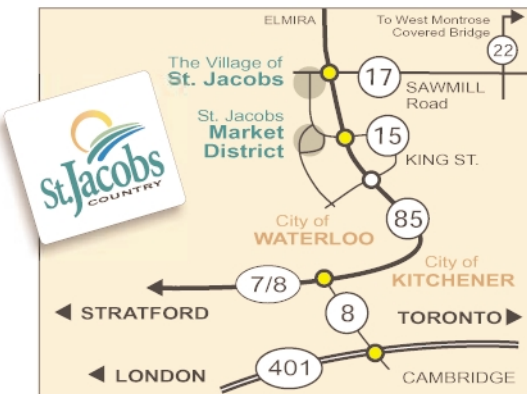 ELMIRA
To West Montrose
Covered Bridge
22
The Village of
St. Jacobs
17
SAWMILL
Road
St. Jacobs
Market
District
15
KING ST.
St. Jacobs
COUNTRY
City of
WATERLOO
85
City of
KITCHENER
7/8
STRATFORD
8
TORONTO
401
LONDON
CAMBRIDGE